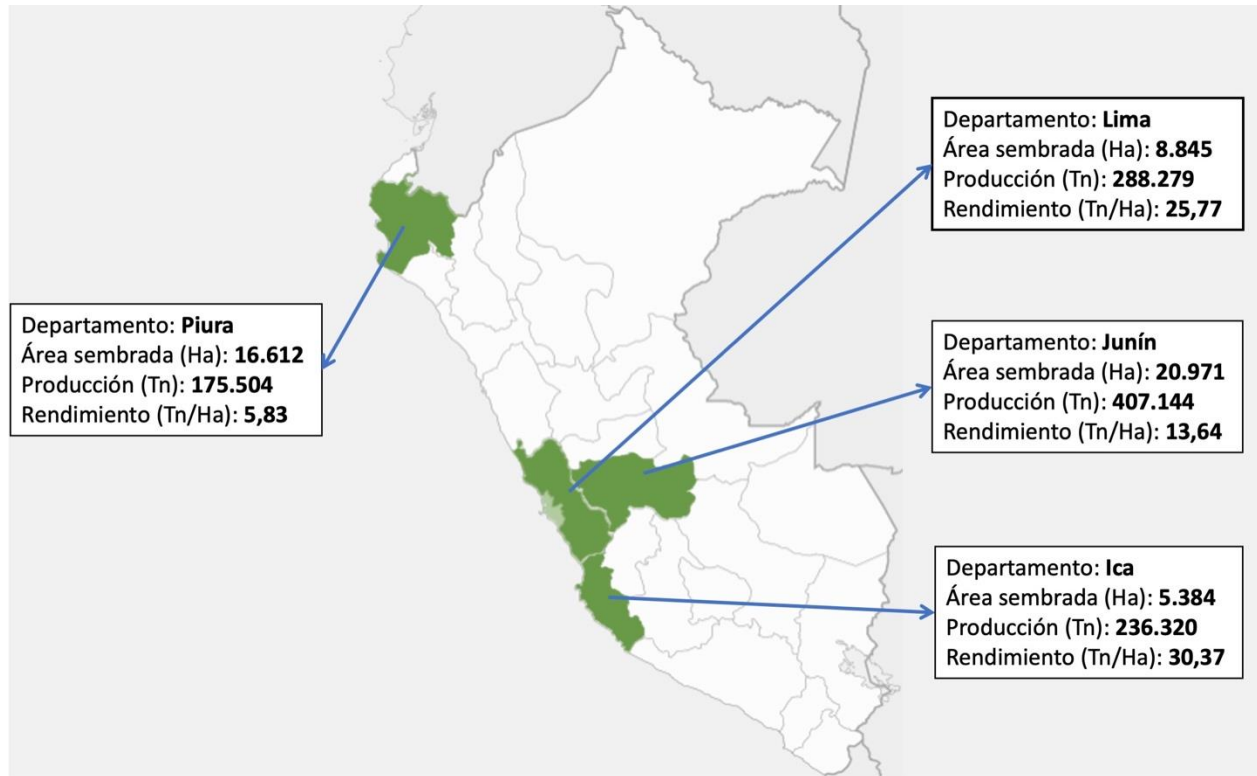 Departamento: Lima
Área sembrada (Ha): 8.845
Producción (Tn): 288.279
Rendimiento (Tn/Ha): 25,77
Departamento: Piura
Área sembrada (Ha): 16.612
Producción (Tn): 175.504
Rendimiento (Tn/Ha): 5,83
Departamento: Junín
Área sembrada (Ha): 20.971
Producción (Tn): 407.144
Rendimiento (Tn/Ha): 13,64
Departamento: Ica
Área sembrada (Ha): 5.384
Producción (Tn): 236.320
Rendimiento (Tn/Ha): 30,37